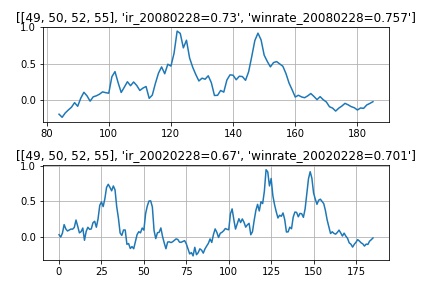 [[49, 50, 52, 55], 'ir_20080228=0.73', 'winrate_20080228=0.757']
1.0
0.5
0.0
80 100 120 140 160 180
[[49, 50, 52, 55], 'ir_20020228=0.67', 'winrate_20020228=0.701']
1.0
0.5
0.0
0 25 50 75 100 125 150 175